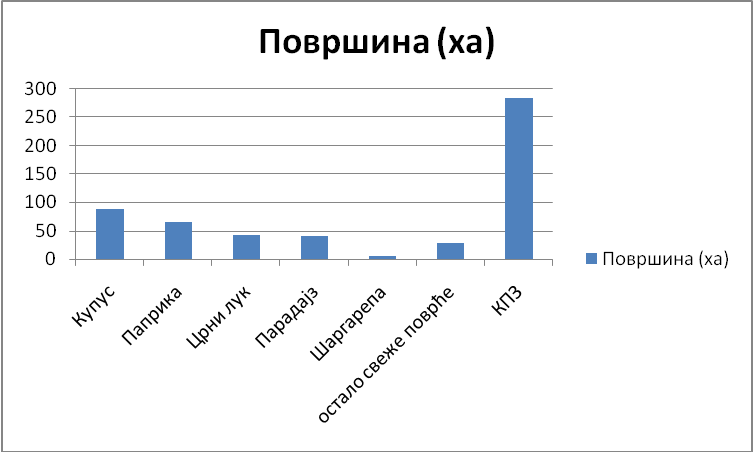 Површина (ха)
300
250
200
150
100
50
0
Купус
Паприка
Црни лук
Парадајз
Шаргарепа
остало свеже поврће
КПЗ
Површина (ха)